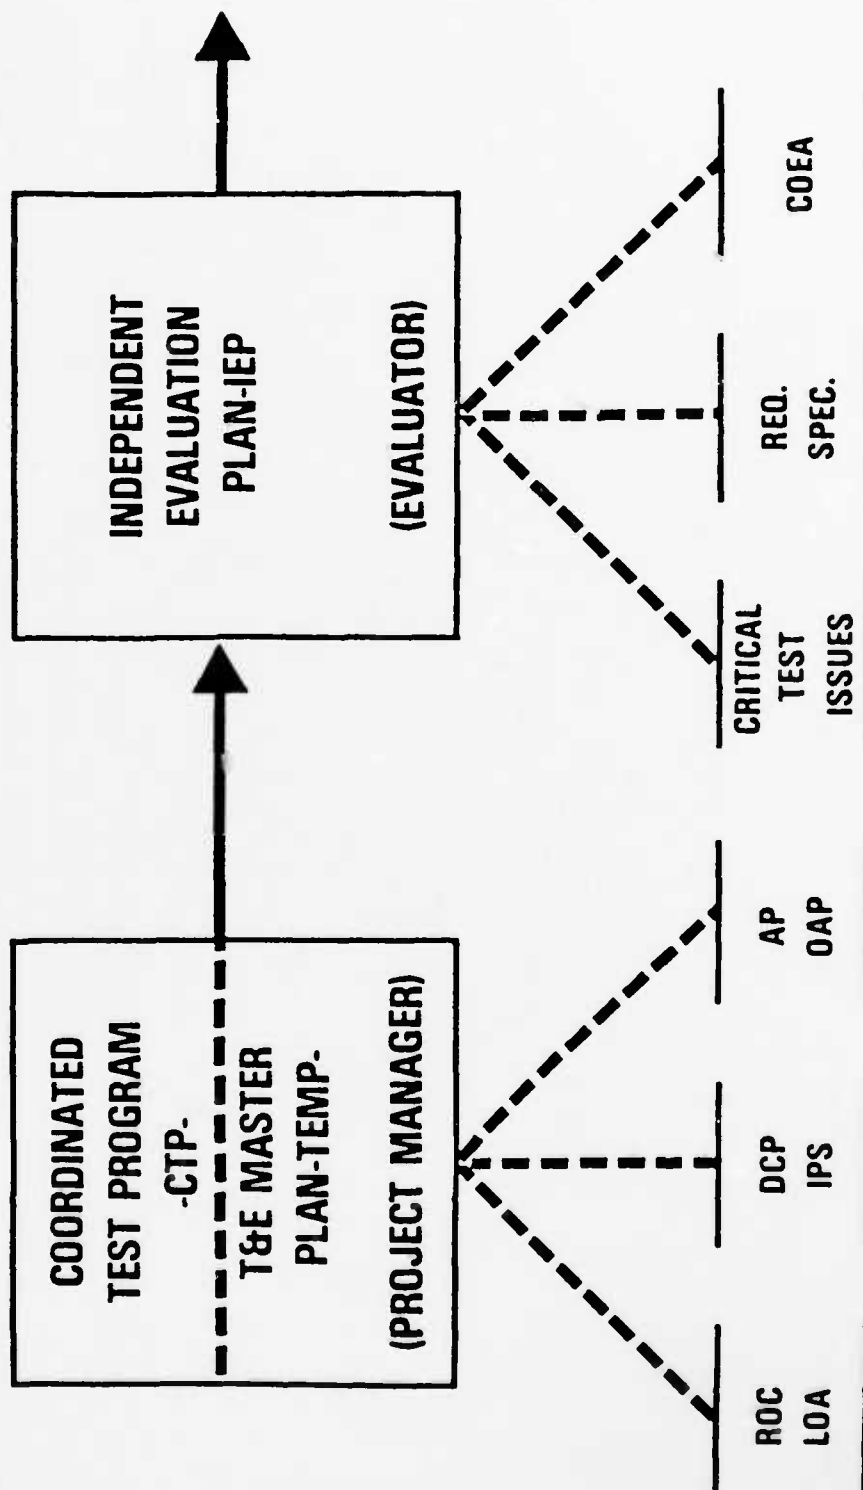 COORDINATED
TEST PROGRAM
-CTP-
T&E MASTER
PLAN-TEMP-
(PROJECT MANAGER)
INDEPENDENT
EVALUATION
PLAN-IEP
(EVALUATOR)
ROC
LOA
DCP
IPS
AP
OAP
CRITICAL
TEST
ISSUES
REQ.
SPEC.
COEA